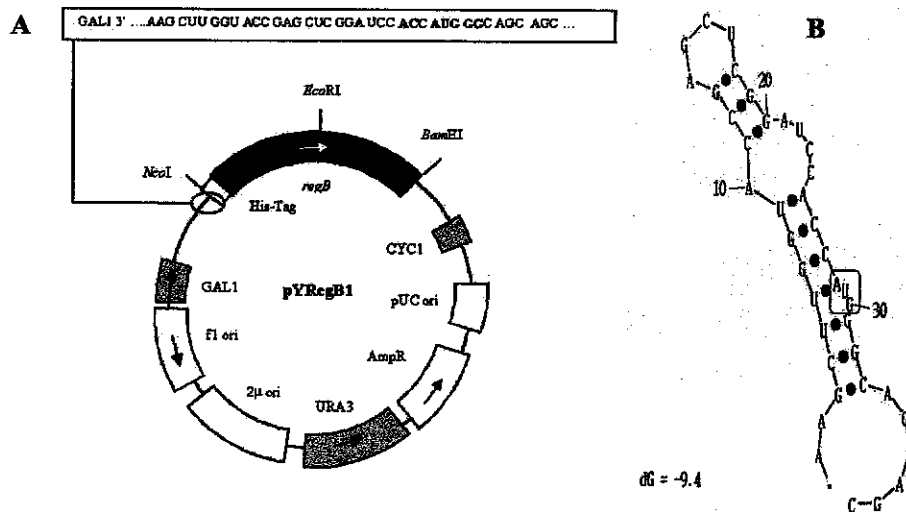 A
GAL1 3' ....AAG CUU GGU ACC GAG CUC GGA UCC ACC AUG GGC AGC AGC ...
EcoRI
BamHI
NcoI
regB
His-Tag
CYC1
GAL1
pYRegB1
pUC ori
f1 ori
AmpR
2µ ori
URA3
B
20
10
30
dG = -9.4